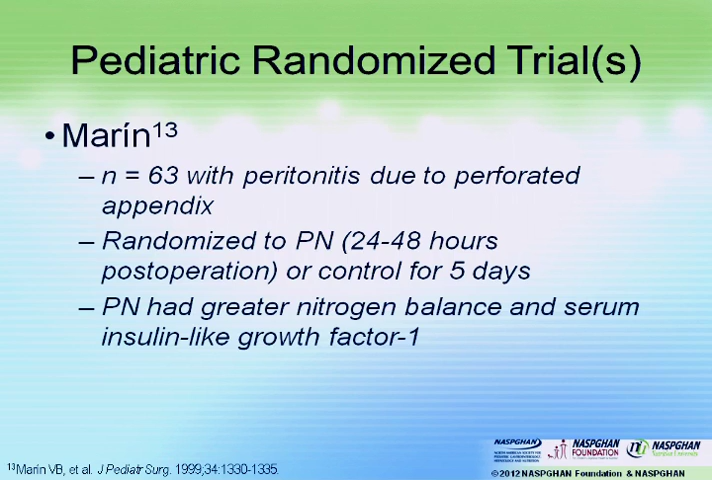 Pediatric Randomized Trial(s)
• Marín¹³
– n = 63 with peritonitis due to perforated
appendix
– Randomized to PN (24-48 hours
postoperation) or control for 5 days
– PN had greater nitrogen balance and serum
insulin-like growth factor-1
NASPGHAN
NASPGHAN
FOUNDATION
NASPGHAN
¹³Marín VB, et al. J Pediatr Surg. 1999;34:1330-1335
©2012 NASPGHAN Foundation & NASPGHAN